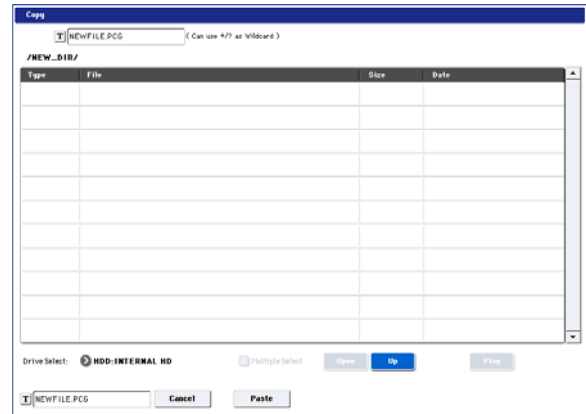 Copy
T NEWFILE.PCG ( Can use */? as Wildcard )
/NEW_DIR/
Type File Size Date
Drive Select: HDD:INTERNAL HD Multiple Select Open Up Play
T NEWFILE.PCG Cancel Paste